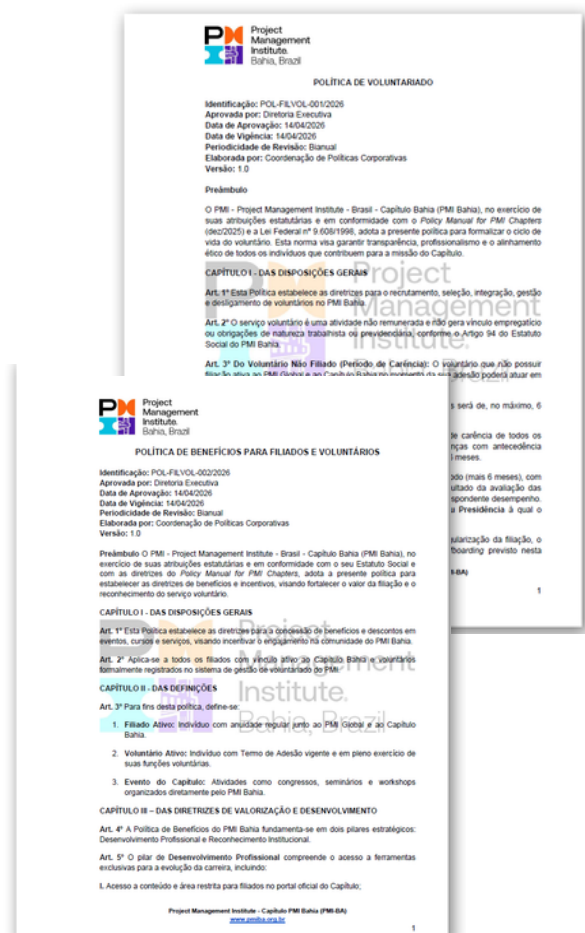 Project
Management
Institute.
Bahia, Brazil
POLÍTICA DE VOLUNTARIADO
Identificação: POL-FILVOL-001/2026
Aprovada por: Diretoria Executiva
Data de Aprovação: 14/04/2026
Data de Vigência: 14/04/2026
Periodicidade de Revisão: Bianual
Elaborada por: Coordenação de Políticas Corporativas
Versão: 1.0
Preâmbulo
O PMI - Project Management Institute - Brasil - Capítulo Bahia (PMI Bahia), no exercício de
suas atribuições estatutárias e em conformidade com o Policy Manual for PMI Chapters
(dez/2025) e a Lei Federal nº 9.608/1998, adota a presente política para formalizar o ciclo de
vida do voluntário. Esta norma visa garantir transparência, profissionalismo e o alinhamento
ético de todos os indivíduos que contribuem para a missão do Capítulo.
CAPÍTULO I - DAS DISPOSIÇÕES GERAIS
Art. 1º Esta Política estabelece as diretrizes para o recrutamento, seleção, integração, gestão
e desligamento de voluntários no PMI Bahia.
Art. 2º O serviço voluntário é uma atividade não remunerada e não gera vínculo empregatício
ou obrigações de natureza trabalhista ou previdenciária, conforme o Artigo 94 do Estatuto
Social do PMI Bahia.
Art. 3º Do Voluntário Não Filiado (Período de Carência): O voluntário que não possuir
filiação ativa ao PMI Global e ao Capítulo Bahia no momento da sua adesão poderá atuar em
s será de, no máximo, 6
de carência de todos os
nças com antecedência
meses.
odo (mais 6 meses), com
ultado da avaliação das
spondente desempenho.
a Presidência à qual o
ularização da filiação, o
boarding previsto nesta
I-BA)
1
Project
Management
Institute.
Project
Management
Institute.
Bahia, Brazil
POLÍTICA DE BENEFÍCIOS PARA FILIADOS E VOLUNTÁRIOS
Identificação: POL-FILVOL-002/2026
Aprovada por: Diretoria Executiva
Data de Aprovação: 14/04/2026
Data de Vigência: 14/04/2026
Periodicidade de Revisão: Bianual
Elaborada por: Coordenação de Políticas Corporativas
Versão: 1.0
Preâmbulo O PMI - Project Management Institute - Brasil - Capítulo Bahia (PMI Bahia), no
exercício de suas atribuições estatutárias e em conformidade com o seu Estatuto Social e
com as diretrizes do Policy Manual for PMI Chapters, adota a presente política para
estabelecer as diretrizes de benefícios e incentivos, visando fortalecer o valor da filiação e o
reconhecimento do serviço voluntário.
CAPÍTULO I - DAS DISPOSIÇÕES GERAIS
Art. 1º Esta Política estabelece as diretrizes para a concessão de benefícios e descontos em
eventos, cursos e serviços, visando incentivar o engajamento na comunidade do PMI Bahia.
Art. 2º Aplica-se a todos os filiados com vínculo ativo ao Capítulo Bahia e voluntários
formalmente registrados no sistema de gestão de voluntariado do PMI.
CAPÍTULO II - DAS DEFINIÇÕES
Art. 3º Para fins desta política, define-se:
1. Filiado Ativo: Indivíduo com anuidade regular junto ao PMI Global e ao Capítulo
Bahia.
2. Voluntário Ativo: Indivíduo com Termo de Adesão vigente e em pleno exercício de
suas funções voluntárias.
3. Evento do Capítulo: Atividades como congressos, seminários e workshops
organizados diretamente pelo PMI Bahia.
CAPÍTULO III – DAS DIRETRIZES DE VALORIZAÇÃO E DESENVOLVIMENTO
Art. 4º A Política de Benefícios do PMI Bahia fundamenta-se em dois pilares estratégicos:
Desenvolvimento Profissional e Reconhecimento Institucional.
Art. 5º O pilar de Desenvolvimento Profissional compreende o acesso a ferramentas
exclusivas para a evolução da carreira, incluindo:
I. Acesso a conteúdo e área restrita para filiados no portal oficial do Capítulo;
Project Management Institute - Capítulo PMI Bahia (PMI-BA)
www.pmiba.org.br
1
Project
Management
Institute.
Bahia, Brazil